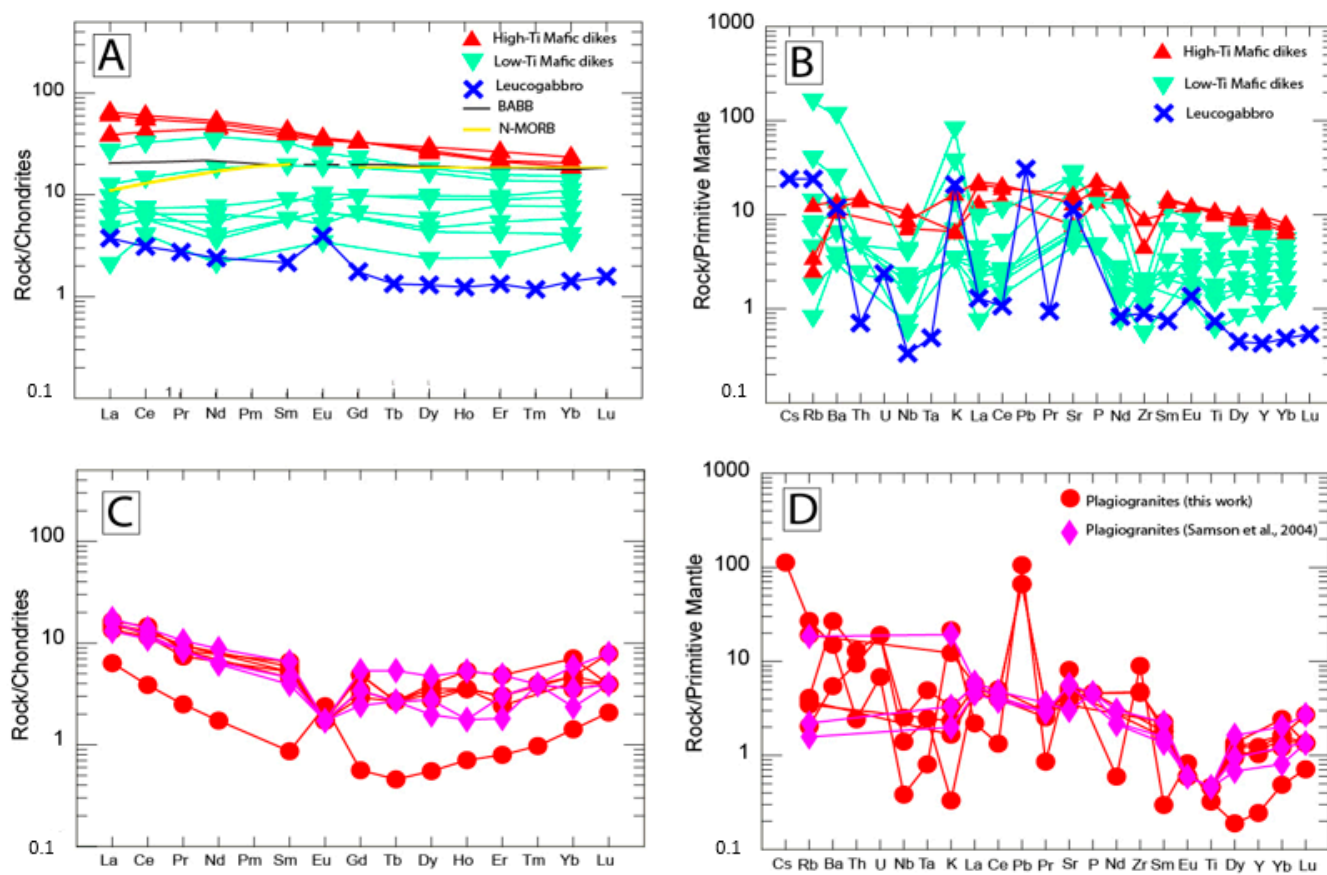 A
High-Ti Mafic dikes
Low-Ti Mafic dikes
Leucogabbro
BABB
N-MORB
Rock/Chondrites
100
10
1
0.1
1
La Ce Pr Nd Pm Sm Eu Gd Tb Dy Ho Er Tm Yb Lu
B
High-Ti Mafic dikes
Low-Ti Mafic dikes
Leucogabbro
Rock/Primitive Mantle
1000
100
10
1
0.1
Cs Rb Ba Th U Nb Ta K La Ce Pb Pr Sr P Nd Zr Sm Eu Ti Dy Y Yb Lu
C
Rock/Chondrites
100
10
1
0.1
La Ce Pr Nd Pm Sm Eu Gd Tb Dy Ho Er Tm Yb Lu
D
Plagiogranites (this work)
Plagiogranites (Samson et al., 2004)
Rock/Primitive Mantle
1000
100
10
1
0.1
Cs Rb Ba Th U Nb Ta K La Ce Pb Pr Sr P Nd Zr Sm Eu Ti Dy Y Yb Lu